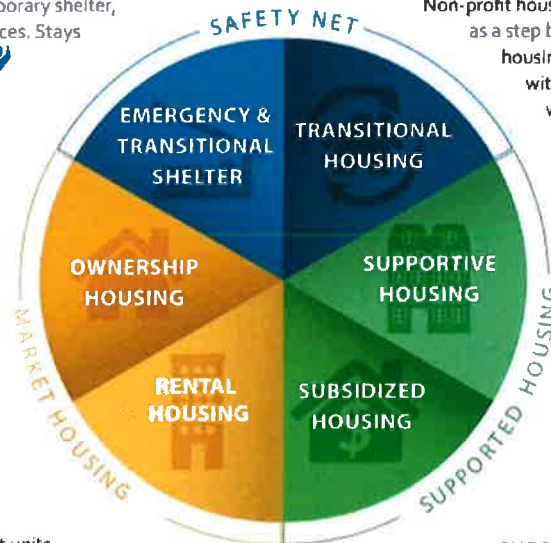 porary shelter,
ces. Stays
SAFETY NET
Non-profit hous
as a step b
housin
wit
EMERGENCY &
TRANSITIONAL
SHELTER
TRANSITIONAL
HOUSING
OWNERSHIP
HOUSING
SUPPORTIVE
HOUSING
RENTAL
HOUSING
SUBSIDIZED
HOUSING
MARKET HOUSING
SUPPORTED HOUSING
t units